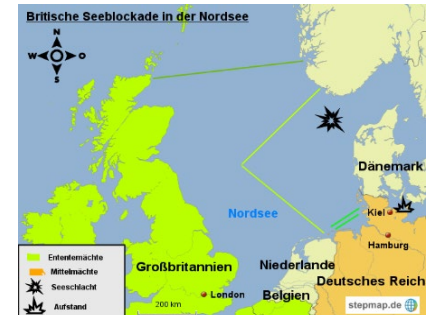 Britische Seeblockade in der Nordsee
N
W
O
S
Dänemark
Nordsee
Kiel
Hamburg
Großbritannien
Niederlande
Deutsches Reich
London
Belgien
Ententemächte
Mittelmächte
Seeschlacht
Aufstand
200 km
stepmap.de